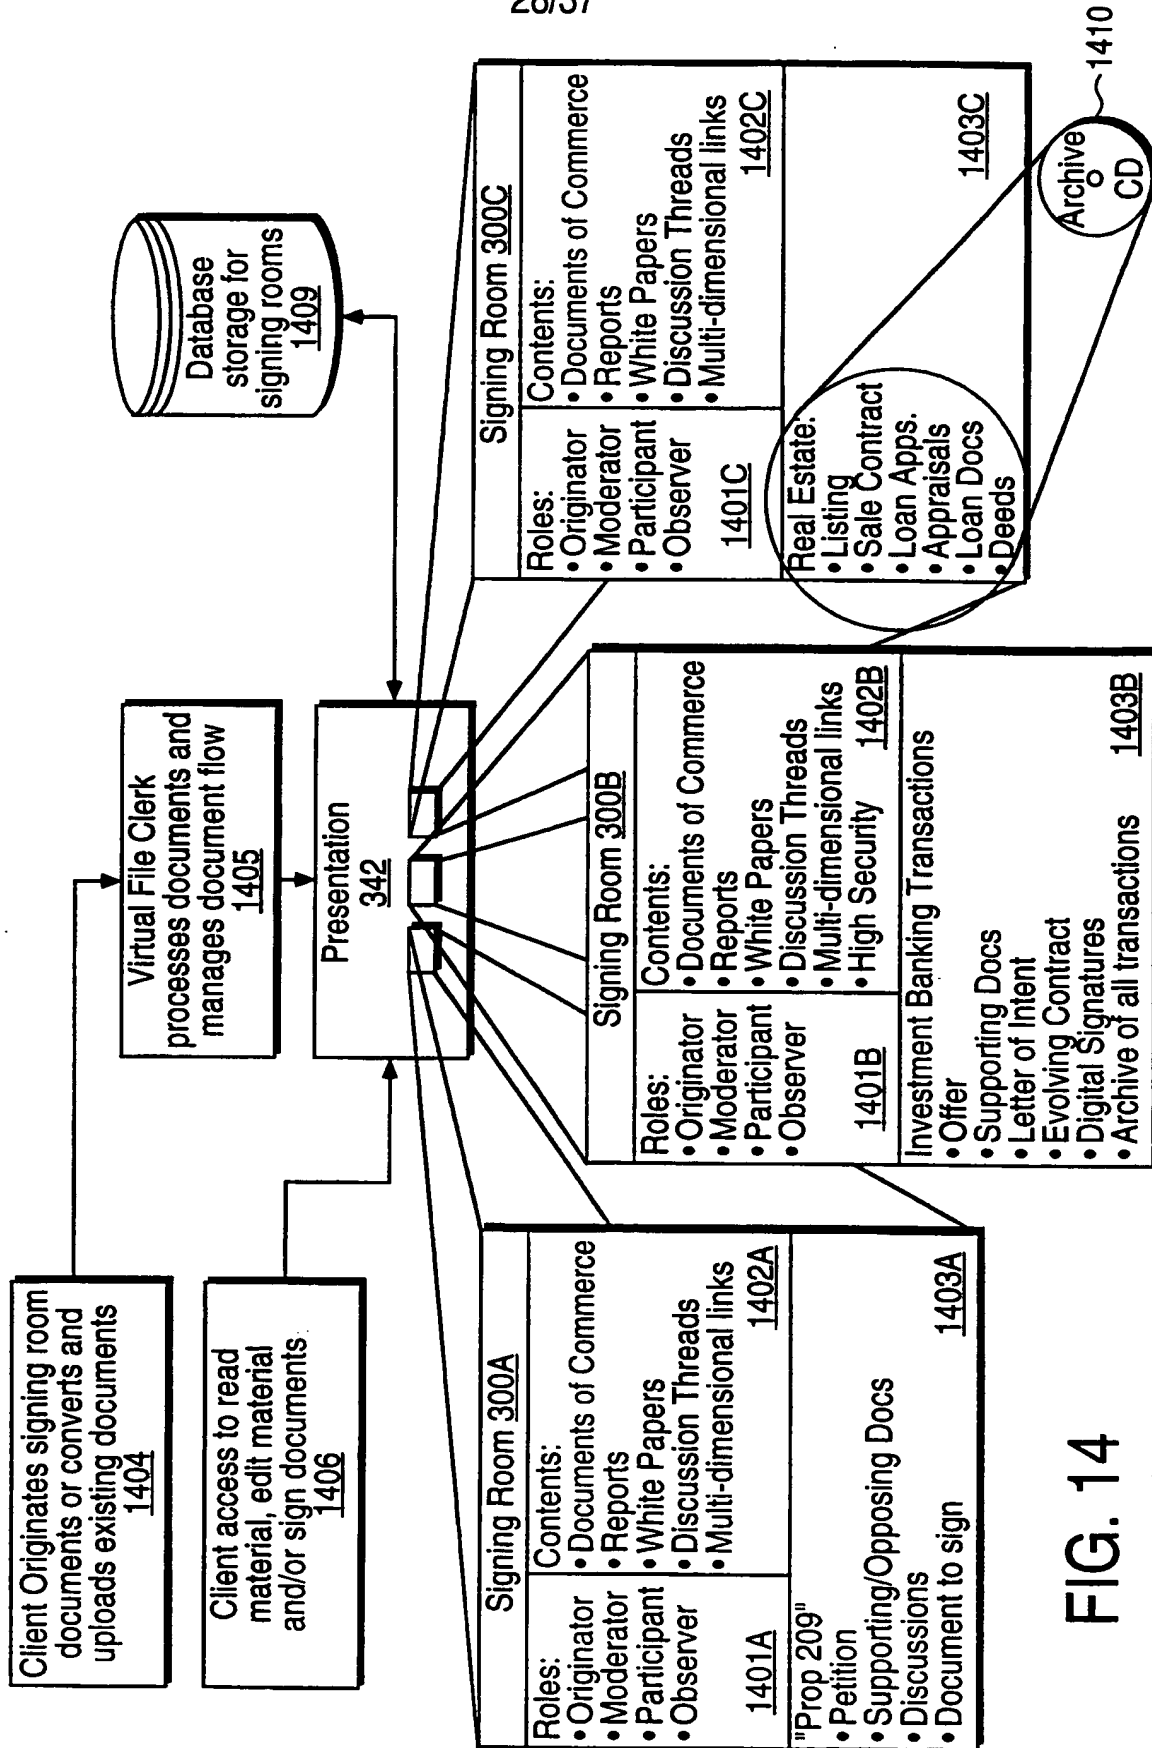 28/37
Client Originates signing room
documents or converts and
uploads existing documents
1404
Client access to read
material, edit material
and/or sign documents
1406
Virtual File Clerk
processes documents and
manages document flow
1405
Presentation
342
Database
storage for
signing rooms
1409
Signing Room 300A
Roles:
• Originator
• Moderator
• Participant
• Observer
1401A
Contents:
• Documents of Commerce
• Reports
• White Papers
• Discussion Threads
• Multi-dimensional links
1402A
"Prop 209"
• Petition
• Supporting/Opposing Docs
• Discussions
• Document to sign
1403A
Signing Room 300B
Roles:
• Originator
• Moderator
• Participant
• Observer
1401B
Contents:
• Documents of Commerce
• Reports
• White Papers
• Discussion Threads
• Multi-dimensional links
• High Security
1402B
Investment Banking Transactions
• Offer
• Supporting Docs
• Letter of Intent
• Evolving Contract
• Digital Signatures
• Archive of all transactions
1403B
Signing Room 300C
Roles:
• Originator
• Moderator
• Participant
• Observer
1401C
Contents:
• Documents of Commerce
• Reports
• White Papers
• Discussion Threads
• Multi-dimensional links
1402C
Real Estate:
• Listing
• Sale Contract
• Loan Apps.
• Appraisals
• Loan Docs
• Deeds
1403C
Archive
CD
1410
FIG. 14